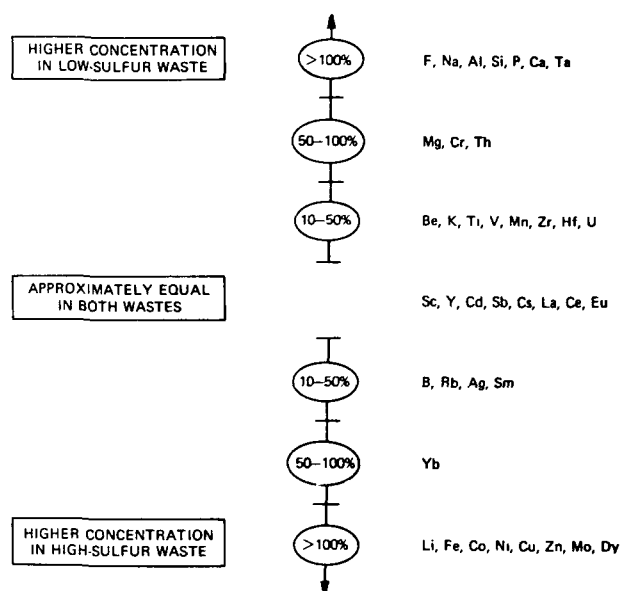 HIGHER CONCENTRATION
IN LOW-SULFUR WASTE
>100%
F, Na, Al, Si, P, Ca, Ta
50–100%
Mg, Cr, Th
10–50%
Be, K, Ti, V, Mn, Zr, Hf, U
APPROXIMATELY EQUAL
IN BOTH WASTES
Sc, Y, Cd, Sb, Cs, La, Ce, Eu
10–50%
B, Rb, Ag, Sm
50–100%
Yb
HIGHER CONCENTRATION
IN HIGH-SULFUR WASTE
>100%
Li, Fe, Co, Ni, Cu, Zn, Mo, Dy